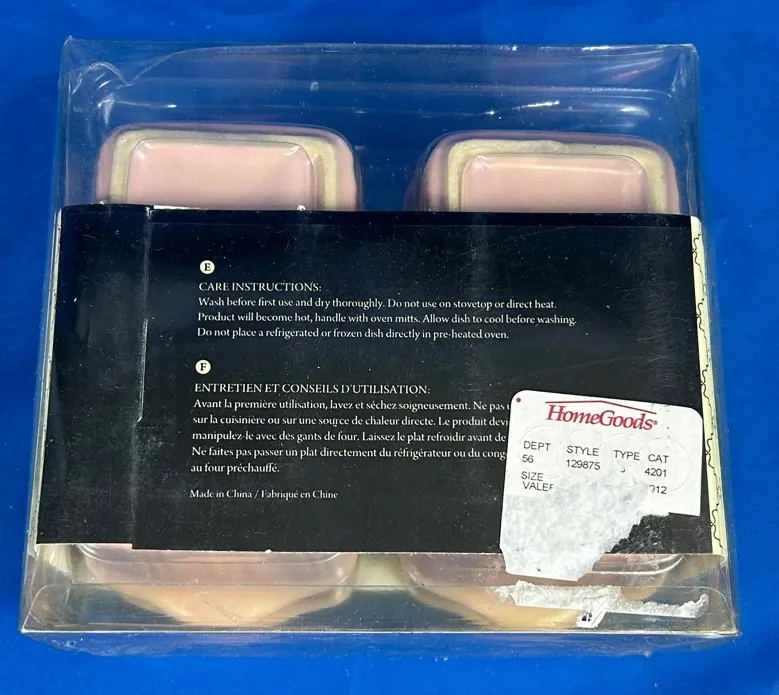 E
CARE INSTRUCTIONS:
Wash before first use and dry thoroughly. Do not use on stovetop or direct heat.
Product will become hot, handle with oven mitts. Allow dish to cool before washing.
Do not place a refrigerated or frozen dish directly in pre-heated oven.
F
ENTRETIEN ET CONSEILS D'UTILISATION:
Avant la première utilisation, lavez et séchez soigneusement. Ne pas
sur la cuisinière ou sur une source de chaleur directe. Le produit
manipulez-le avec des gants de four. Laissez le plat refroidir avant de
Ne faites pas passer un plat directement du réfrigérateur ou du
au four préchauffé.
Made in China / Fabriqué en Chine
HomeGoods®
DEPT STYLE TYPE CAT
56 129875 4201
SIZE